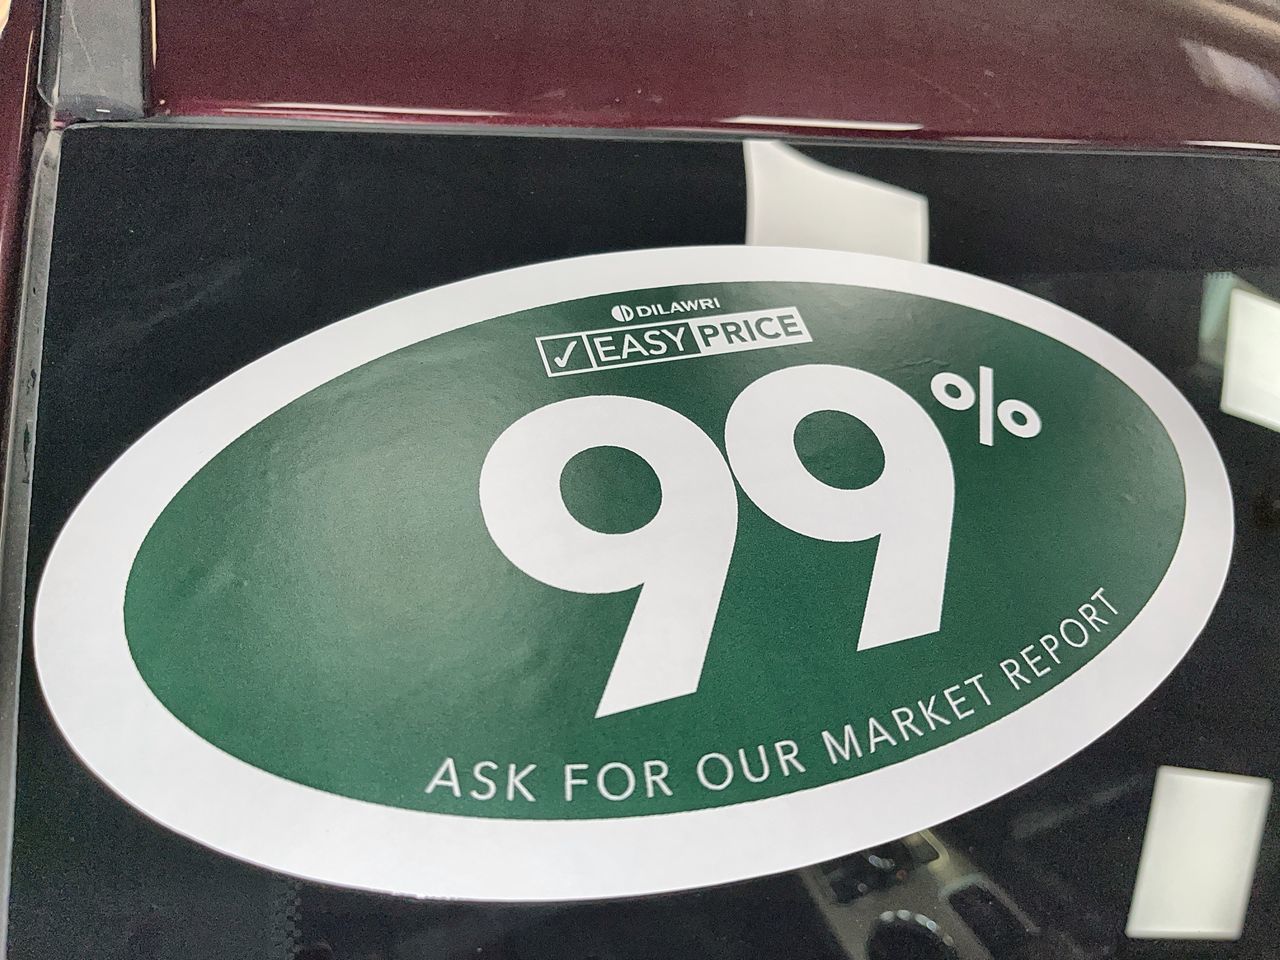 DILAWRI
✓ EASY PRICE
99%
ASK FOR OUR MARKET REPORT